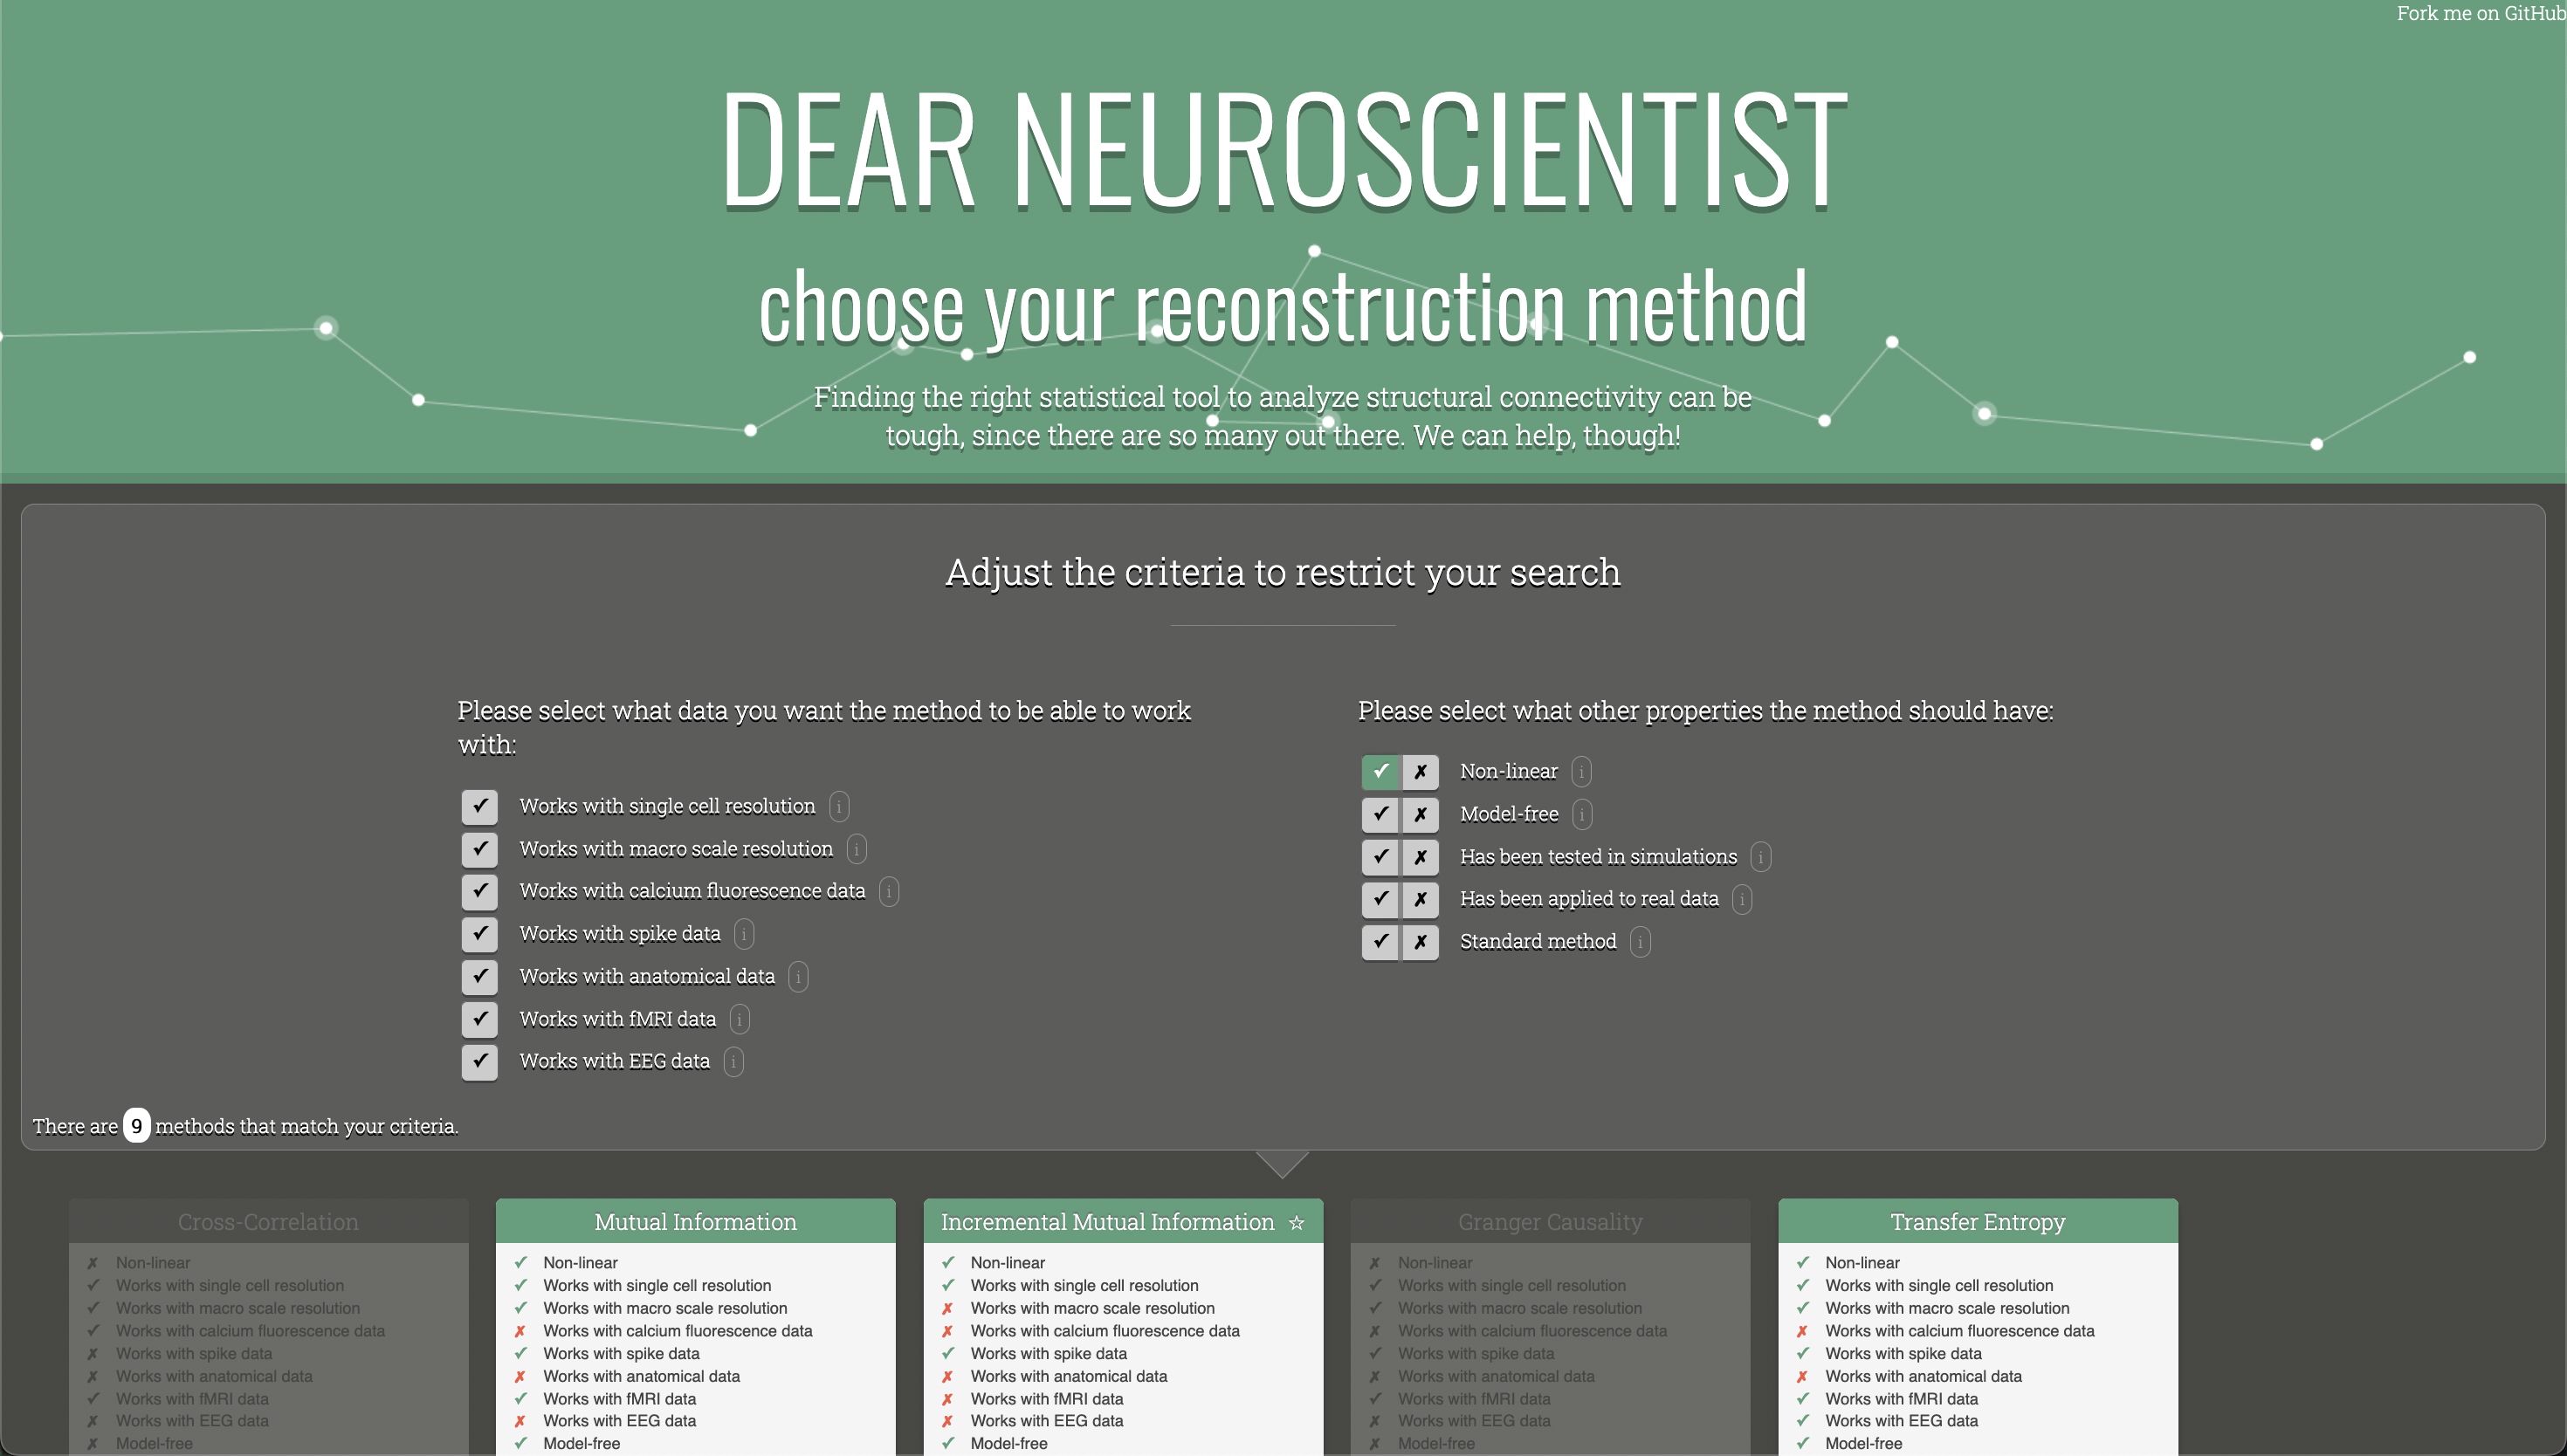 Fork me on GitHub
DEAR NEUROSCIENTIST
choose your reconstruction method
Finding the right statistical tool to analyze structural connectivity can be
tough, since there are so many out there. We can help, though!
Adjust the criteria to restrict your search
Please select what data you want the method to be able to work
with:
✓ Works with single cell resolution i
✓ Works with macro scale resolution i
✓ Works with calcium fluorescence data i
✓ Works with spike data i
✓ Works with anatomical data i
✓ Works with fMRI data i
✓ Works with EEG data i
Please select what other properties the method should have:
✓ ✗ Non-linear i
✓ ✗ Model-free i
✓ ✗ Has been tested in simulations i
✓ ✗ Has been applied to real data i
✓ ✗ Standard method i
There are 9 methods that match your criteria.
Cross-Correlation
✗ Non-linear
✓ Works with single cell resolution
✓ Works with macro scale resolution
✓ Works with calcium fluorescence data
✗ Works with spike data
✗ Works with anatomical data
✓ Works with fMRI data
✗ Works with EEG data
✗ Model-free
Mutual Information
✓ Non-linear
✓ Works with single cell resolution
✓ Works with macro scale resolution
✗ Works with calcium fluorescence data
✓ Works with spike data
✗ Works with anatomical data
✓ Works with fMRI data
✗ Works with EEG data
✓ Model-free
Incremental Mutual Information ☆
✓ Non-linear
✓ Works with single cell resolution
✗ Works with macro scale resolution
✗ Works with calcium fluorescence data
✓ Works with spike data
✗ Works with anatomical data
✗ Works with fMRI data
✗ Works with EEG data
✓ Model-free
Granger Causality
✗ Non-linear
✓ Works with single cell resolution
✓ Works with macro scale resolution
✗ Works with calcium fluorescence data
✓ Works with spike data
✗ Works with anatomical data
✓ Works with fMRI data
✗ Works with EEG data
✗ Model-free
Transfer Entropy
✓ Non-linear
✓ Works with single cell resolution
✓ Works with macro scale resolution
✗ Works with calcium fluorescence data
✓ Works with spike data
✗ Works with anatomical data
✓ Works with fMRI data
✓ Works with EEG data
✓ Model-free